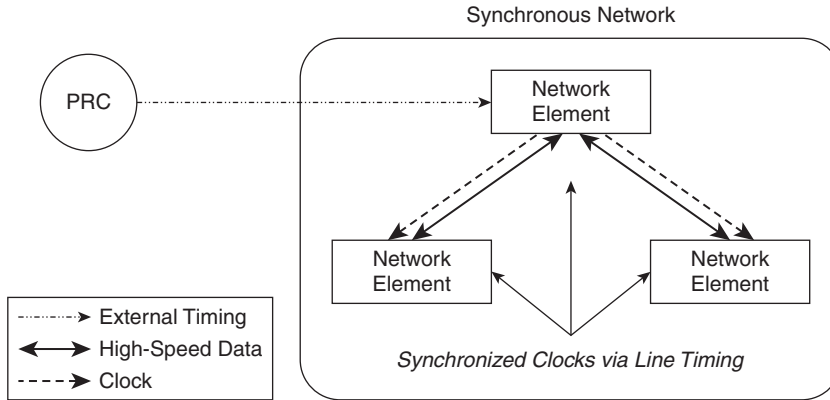 Synchronous Network
PRC
Network
Element
Network
Element
Network
Element
Synchronized Clocks via Line Timing
External Timing
High-Speed Data
Clock